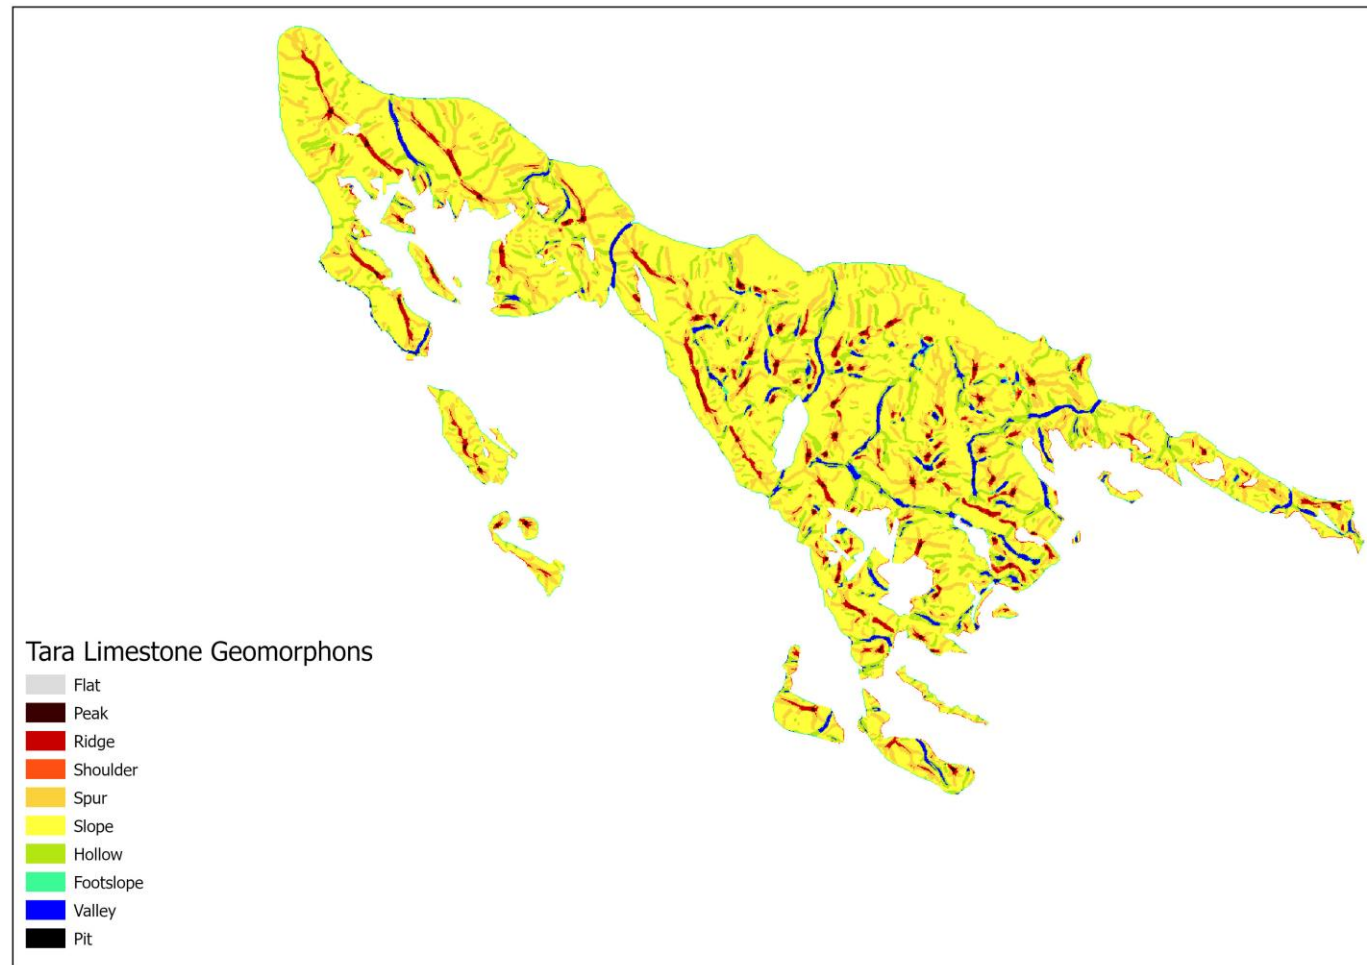 Tara Limestone Geomorphons
Flat
Peak
Ridge
Shoulder
Spur
Slope
Hollow
Footslope
Valley
Pit